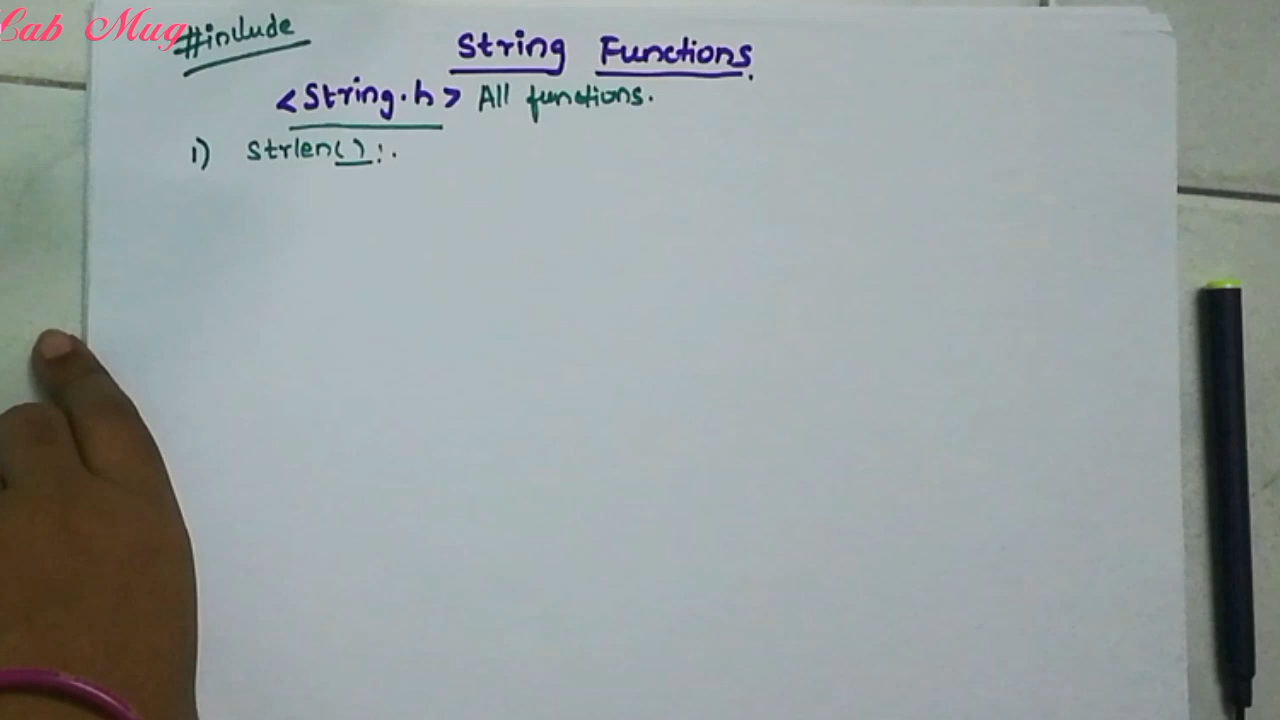 Lab Mug
#include
String Functions.
<String.h> All functions.
1) Strlen():.